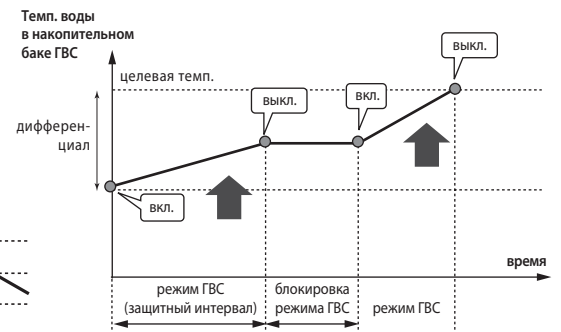 Темп. воды
в накопительном
баке ГВС
выкл.
целевая темп.
выкл.
вкл.
дифферен-
циал
вкл.
время
режим ГВС
(защитный интервал)
блокировка
режима ГВС
режим ГВС